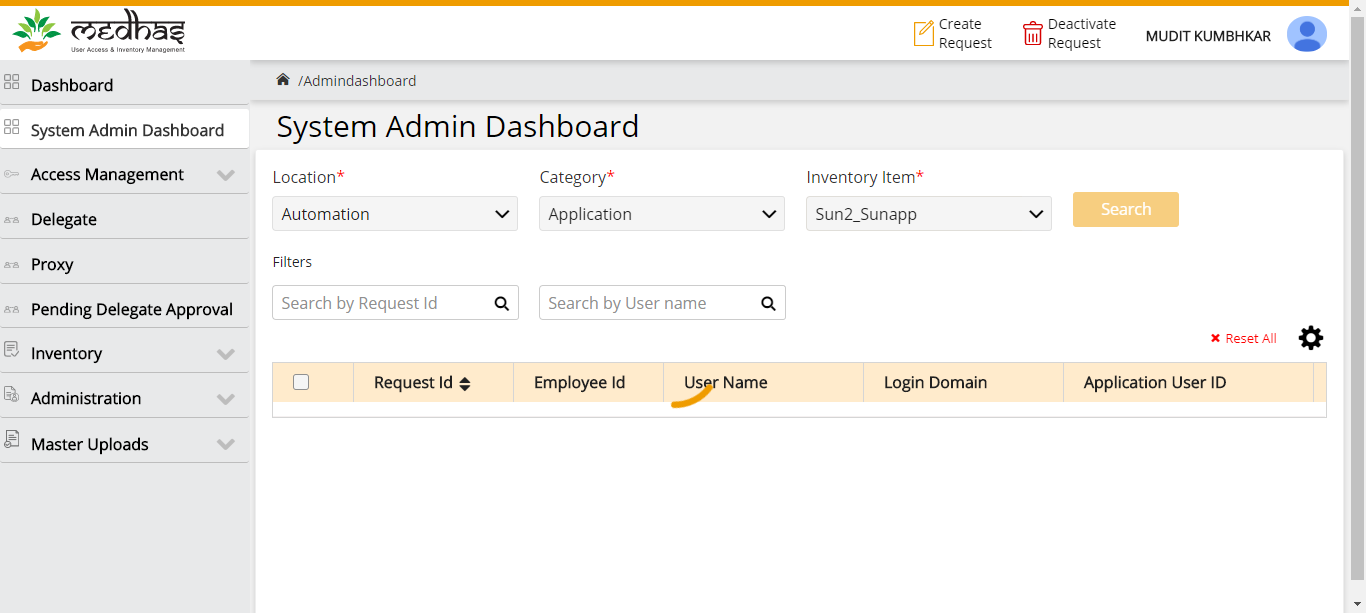 medhas
User Access & Inventory Management
Create
Request
Deactivate
Request
MUDIT KUMBHKAR
Dashboard
System Admin Dashboard
Access Management
Delegate
Proxy
Pending Delegate Approval
Inventory
Administration
Master Uploads
/Admindashboard
System Admin Dashboard
Location* Category* Inventory Item*
Automation Application Sun2_Sunapp Search
Filters
Search by Request Id Search by User name
Reset All
Request Id Employee Id User Name Login Domain Application User ID